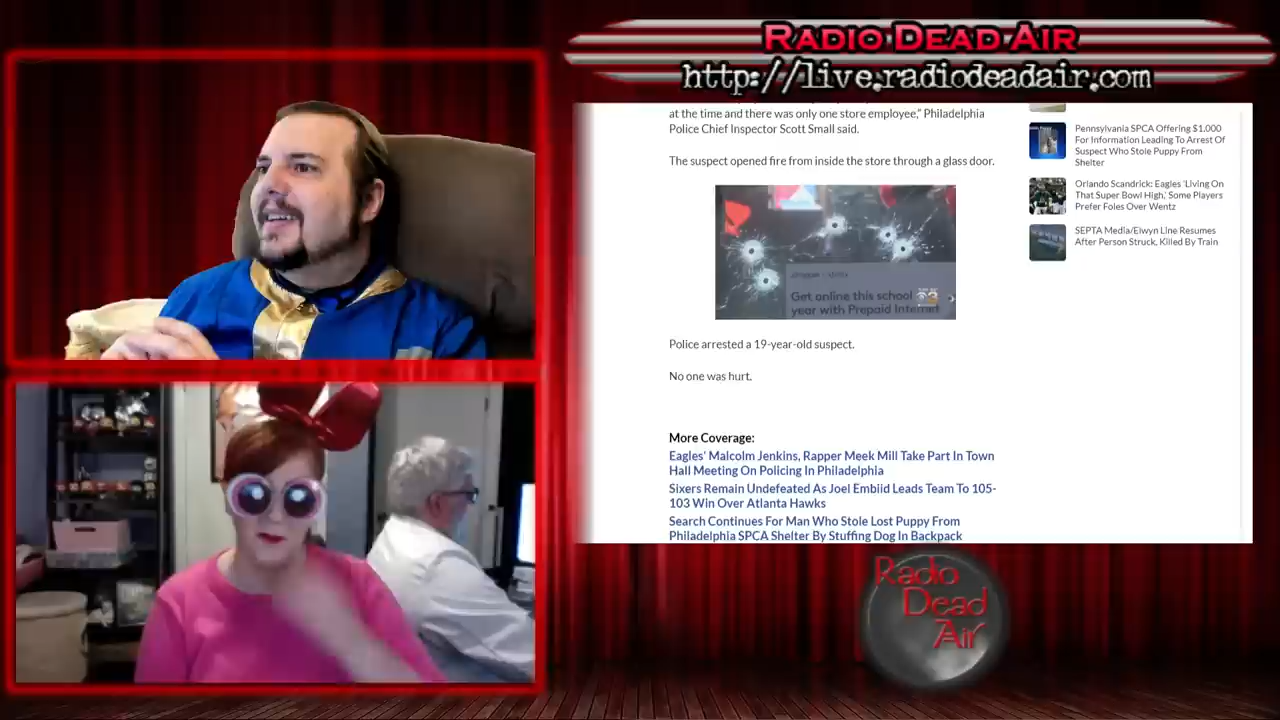 Radio Dead Air
http://live.radiodeadair.com
at the time and there was only one store employee," Philadelphia
Police Chief Inspector Scott Small said.
The suspect opened fire from inside the store through a glass door.
Get online this school
year with Prepaid Internet
Police arrested a 19-year-old suspect.
No one was hurt.
More Coverage:
Eagles' Malcolm Jenkins, Rapper Meek Mill Take Part In Town
Hall Meeting On Policing In Philadelphia
Sixers Remain Undefeated As Joel Embiid Leads Team To 105-
103 Win Over Atlanta Hawks
Search Continues For Man Who Stole Lost Puppy From
Philadelphia SPCA Shelter By Stuffing Dog In Backpack
Pennsylvania SPCA Offering $1,000
For Information Leading To Arrest Of
Suspect Who Stole Puppy From
Shelter
Orlando Scandrick: Eagles 'Living On
That Super Bowl High,' Some Players
Prefer Foles Over Wentz
SEPTA Media/Elwyn Line Resumes
After Person Struck, Killed By Train
Radio
Dead
Air